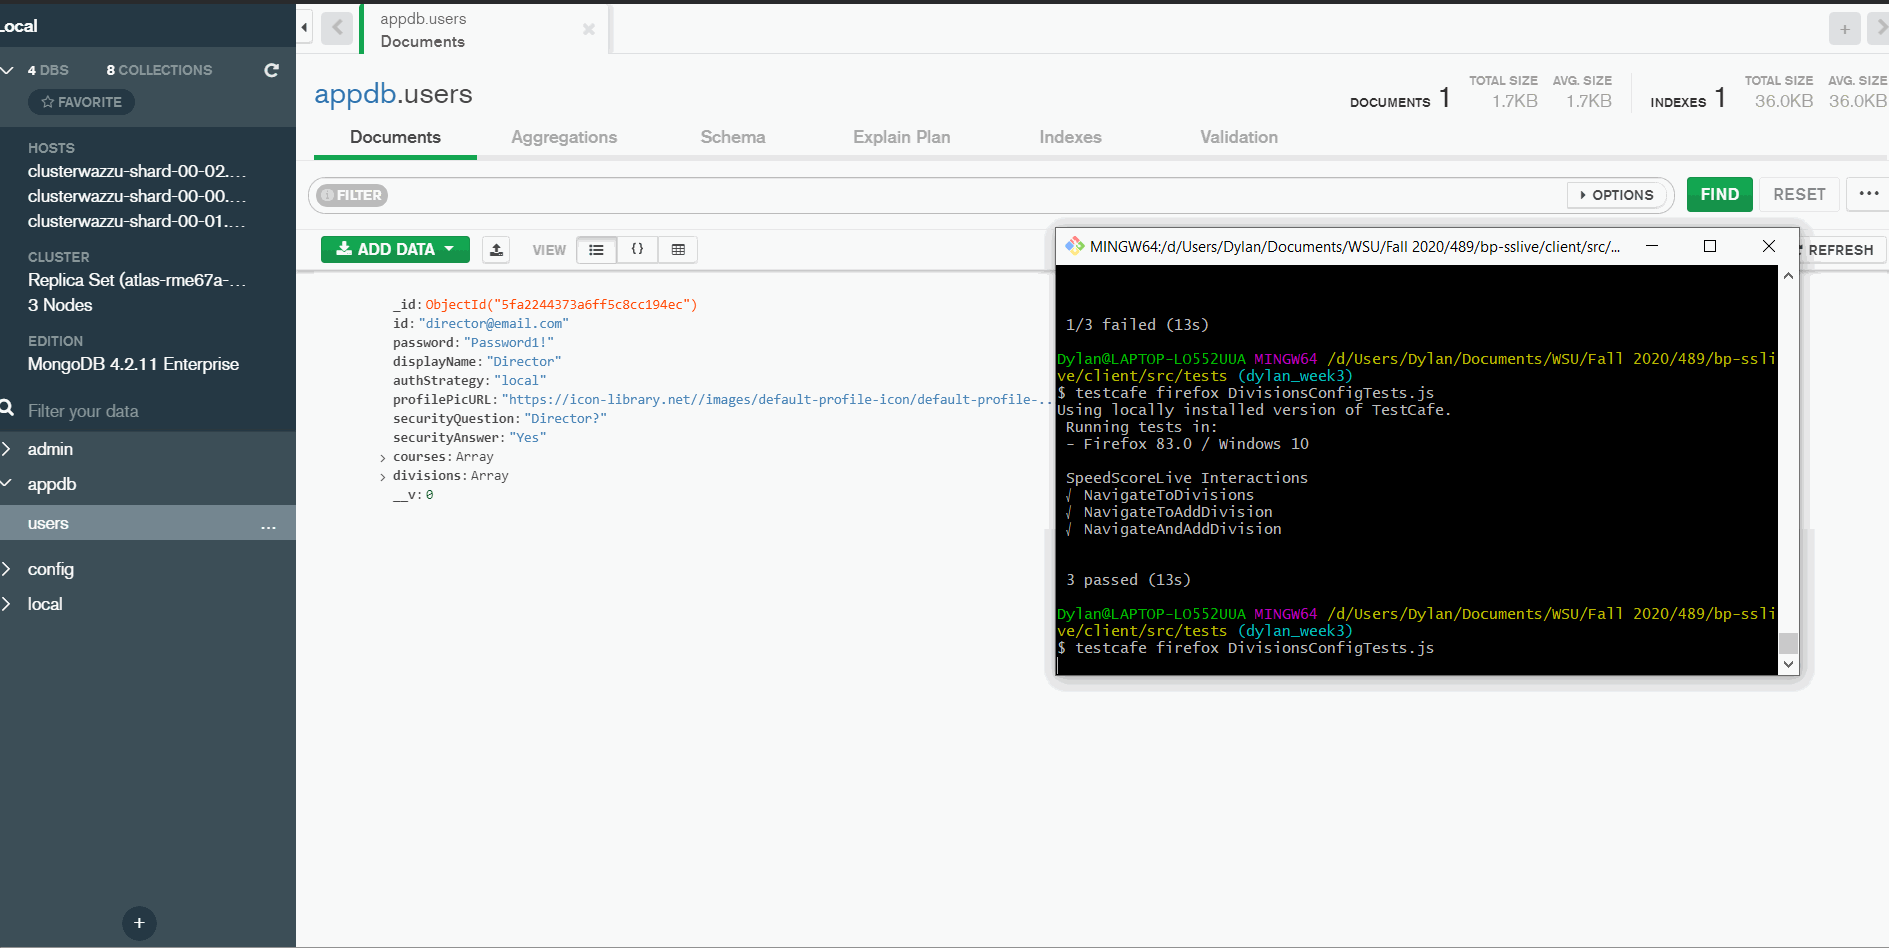 Local
4 DBS 8 COLLECTIONS
FAVORITE
HOSTS
clusterwazzu-shard-00-02....
clusterwazzu-shard-00-00....
clusterwazzu-shard-00-01....
CLUSTER
Replica Set (atlas-rme67a-...
3 Nodes
EDITION
MongoDB 4.2.11 Enterprise
Filter your data
admin
appdb
users ...
config
local
appdb.users
Documents
appdb.users
DOCUMENTS 1 TOTAL SIZE 1.7KB AVG. SIZE 1.7KB INDEXES 1 TOTAL SIZE 36.0KB AVG. SIZE 36.0KB
Documents Aggregations Schema Explain Plan Indexes Validation
FILTER OPTIONS FIND RESET ...
ADD DATA VIEW {} REFRESH
_id: ObjectId("5fa2244373a6ff5c8cc194ec")
id: "director@email.com"
password: "Password1!"
displayName: "Director"
authStrategy: "local"
profilePicURL: "https://icon-library.net//images/default-profile-icon/default-profile-...
securityQuestion: "Director?"
securityAnswer: "Yes"
courses: Array
divisions: Array
__v: 0
MINGW64:/d/Users/Dylan/Documents/WSU/Fall 2020/489/bp-sslive/client/src/...
1/3 failed (13s)
Dylan@LAPTOP-LO552UUA MINGW64 /d/Users/Dylan/Documents/WSU/Fall 2020/489/bp-ssli
ve/client/src/tests (dylan_week3)
$ testcafe firefox DivisionsConfigTests.js
Using locally installed version of TestCafe.
Running tests in:
- Firefox 83.0 / Windows 10
SpeedScoreLive Interactions
√ NavigateToDivisions
√ NavigateToAddDivision
√ NavigateAndAddDivision
3 passed (13s)
Dylan@LAPTOP-LO552UUA MINGW64 /d/Users/Dylan/Documents/WSU/Fall 2020/489/bp-ssli
ve/client/src/tests (dylan_week3)
$ testcafe firefox DivisionsConfigTests.js